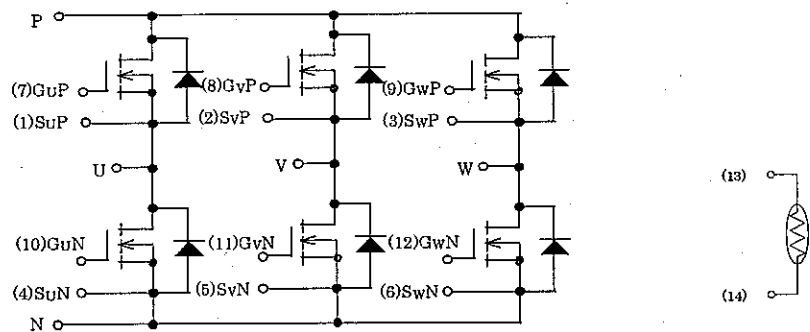 P
(7)GUP
(8)GVP
(9)GWP
(1)SUP
(2)SVP
(3)SWP
U
V
W
(13)
(10)GUN
(11)GVN
(12)GWN
(4)SUN
(5)SVN
(6)SWN
(14)
N